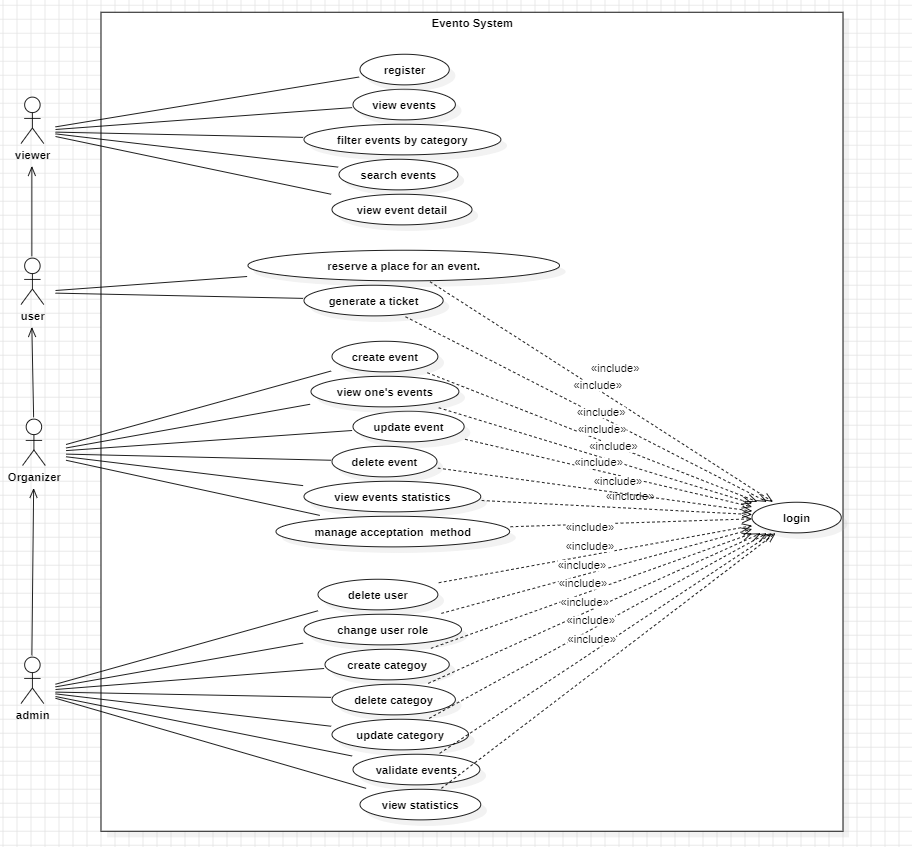 Evento System
register
view events
viewer
filter events by category
search events
view event detail
reserve a place for an event.
generate a ticket
user
create event
«include»
«include»
view one's events
«include»
update event
«include»
«include»
delete event
«include»
Organizer
«include»
view events statistics
«include»
login
manage acceptation  method
«include»
«include»
«include»
«include»
delete user
«include»
change user role
«include»
«include»
create categoy
delete categoy
admin
update category
validate events
view statistics